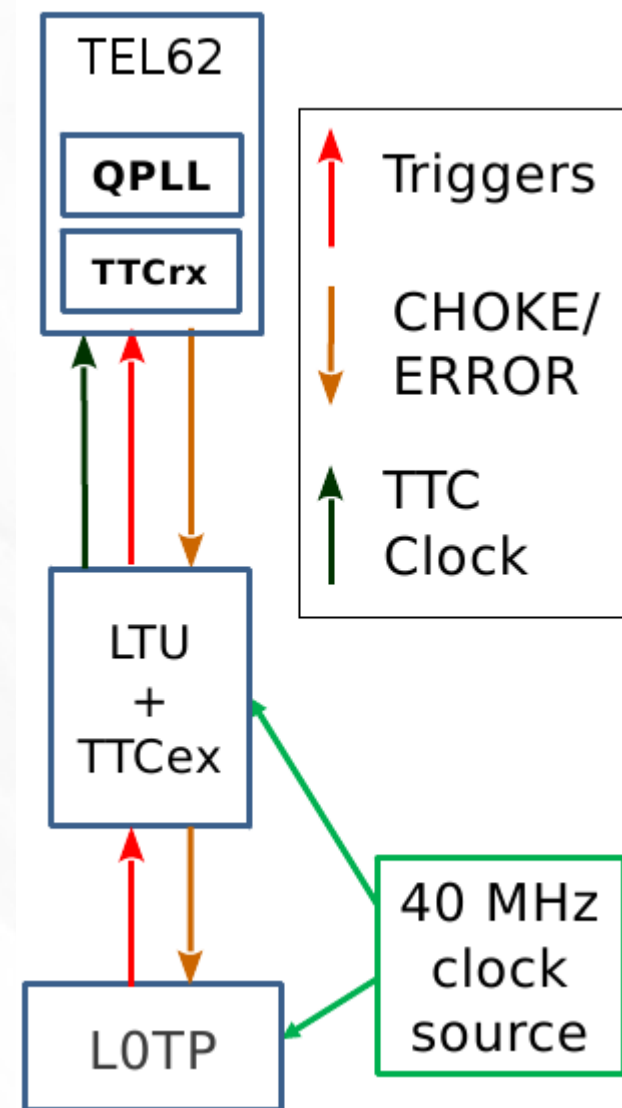 TEL62
QPLL
TTCrx
Triggers
CHOKE/
ERROR
TTC
Clock
LTU
+
TTCex
40 MHz
clock
source
L0TP